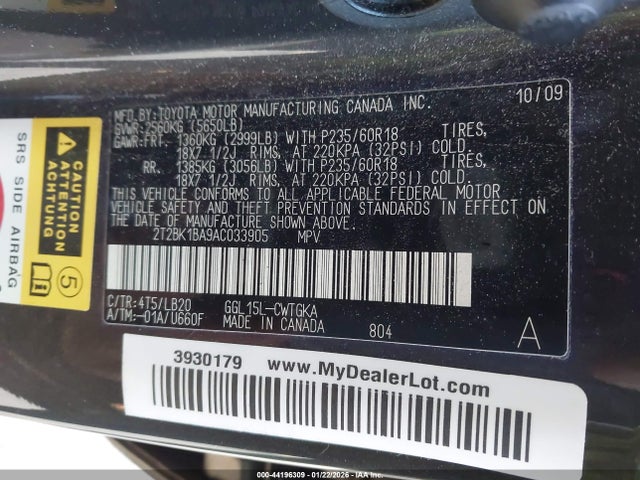 10/09
MFD. BY:TOYOTA MOTOR MANUFACTURING CANADA INC.
GVWR:2560KG (5650LB)
GAWR:FRT. 1360KG (2999LB) WITH P235/60R18 TIRES,
18X7 1/2J RIMS, AT 220KPA (32PSI) COLD.
RR. 1385KG (3056LB) WITH P235/60R18 TIRES,
18X7 1/2J RIMS, AT 220KPA (32PSI) COLD.
THIS VEHICLE CONFORMS TO ALL APPLICABLE FEDERAL MOTOR
VEHICLE SAFETY AND THEFT PREVENTION STANDARDS IN EFFECT ON
THE DATE OF MANUFACTURE SHOWN ABOVE.
2T2BK1BA9AC033905 MPV
C/TR:4T5/LB20 GGL15L-CWTGKA
A/TM:-01A/U660F MADE IN CANADA 804 A
SRS SIDE AIRBAG
ATTENTION
ACHTUNG
5
3930179 www.MyDealerLot.com
000-44196309 - 01/22/2026 - IAA Inc.